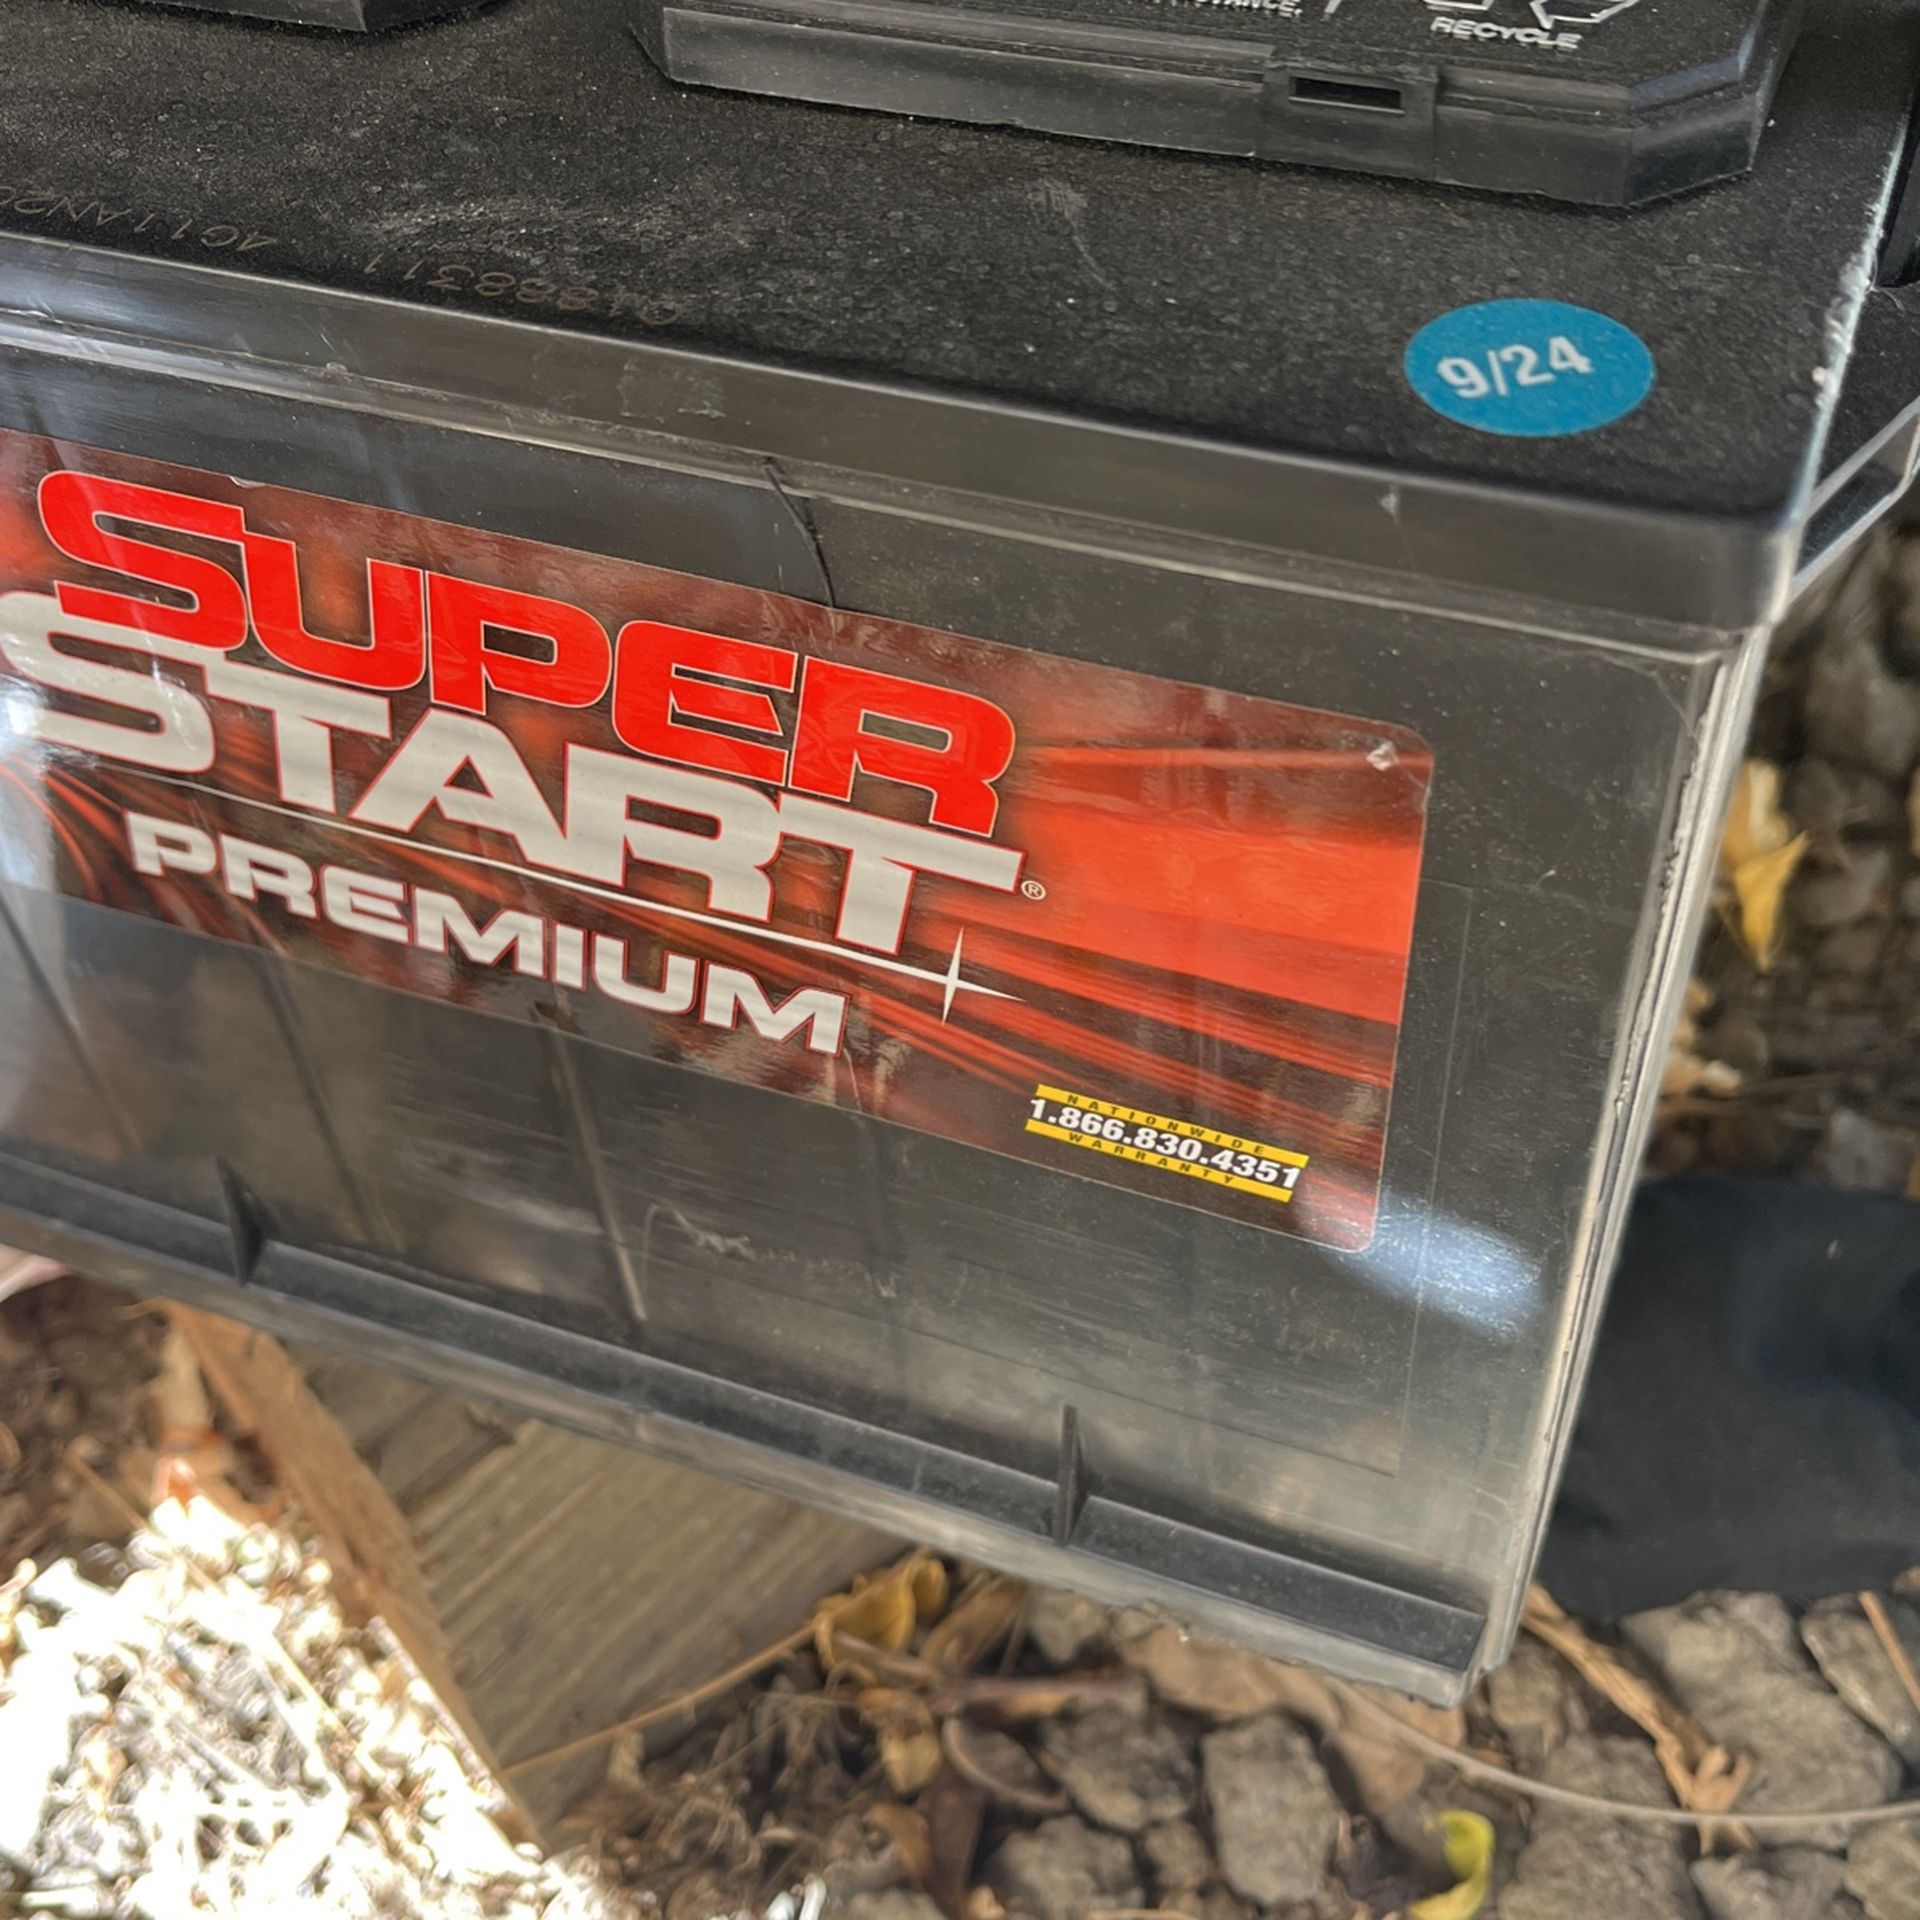 RECYCLE
9/24
SUPER
START®
PREMIUM
NATIONWIDE
1.866.830.4351
WARRANTY